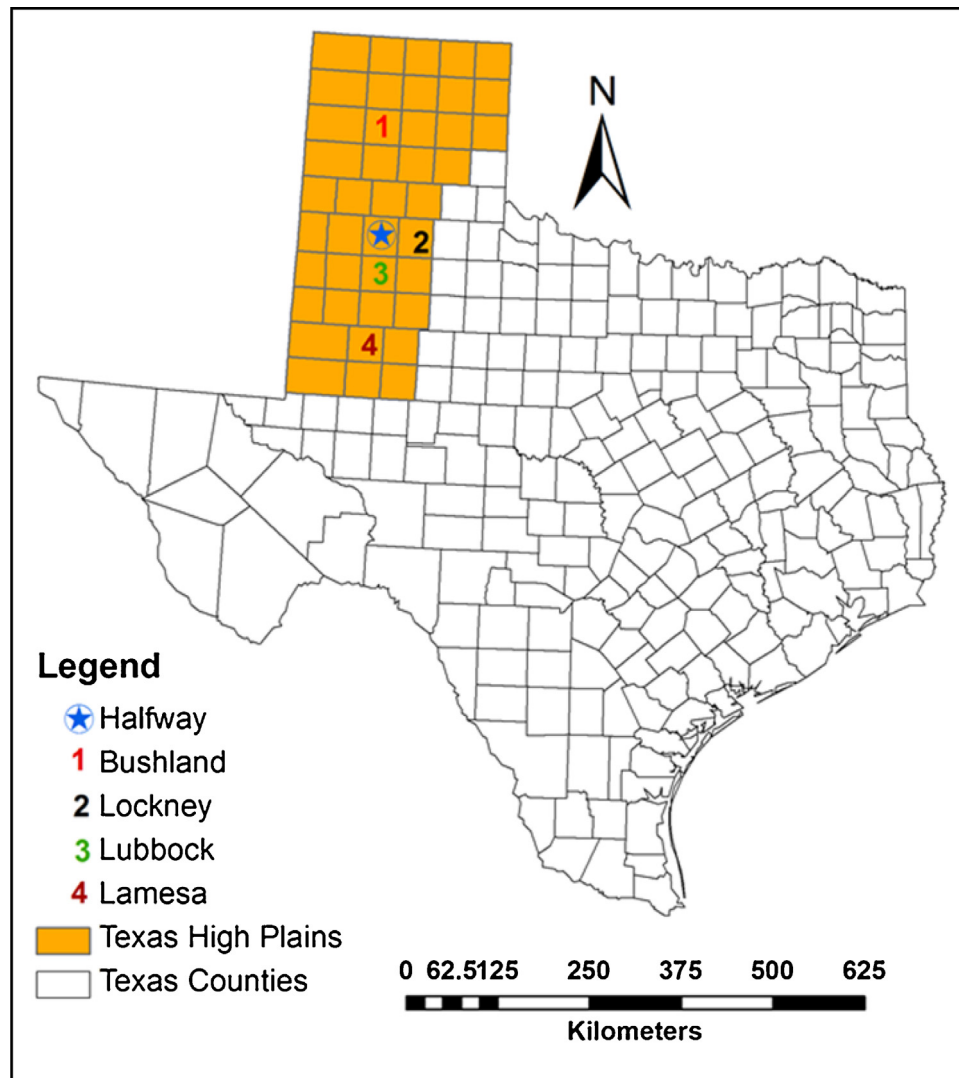 N
1
2
3
4
Legend
Halfway
1 Bushland
2 Lockney
3 Lubbock
4 Lamesa
Texas High Plains
Texas Counties
0 62.5125 250 375 500 625
Kilometers